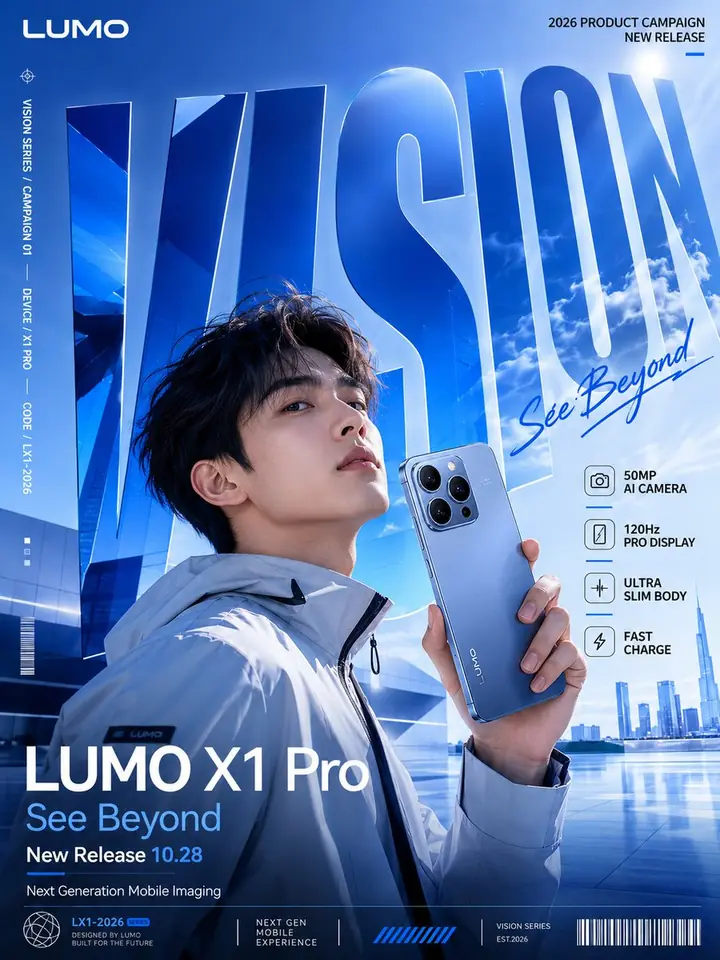 LUMO
2026 PRODUCT CAMPAIGN
NEW RELEASE
VISION SERIES / CAMPAIGN 01 — DEVICE / X1 PRO — CODE / LX1-2026
VISION
See Beyond
50MP
AI CAMERA
120Hz
PRO DISPLAY
ULTRA
SLIM BODY
FAST
CHARGE
LUMO
LUMO
LUMO X1 Pro
See Beyond
New Release 10.28
Next Generation Mobile Imaging
LX1-2026 SERIES
DESIGNED BY LUMO
BUILT FOR THE FUTURE
NEXT GEN
MOBILE
EXPERIENCE
VISION SERIES
EST.2026